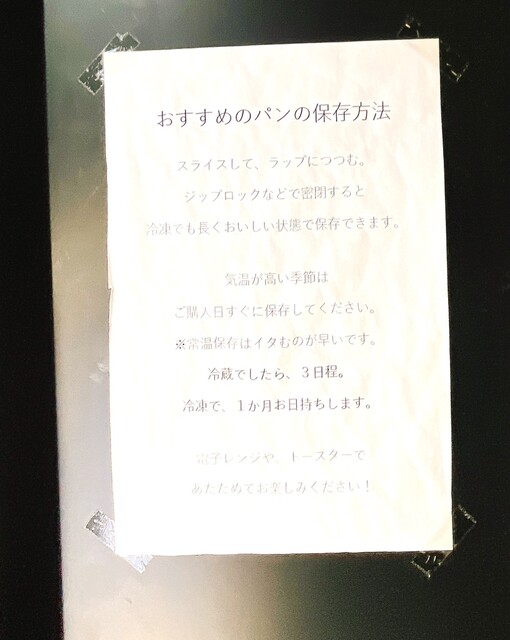 おすすめのパンの保存方法
スライスして、ラップにつつむ。
ジップロックなどで密閉すると
冷凍でも長くおいしい状態で保存できます。
気温が高い季節は
ご購入日すぐに保存してください。
※常温保存はイタむのが早いです。
冷蔵でしたら、3日程。
冷凍で、1か月お日持ちします。
電子レンジや、トースターで
あたためてお楽しみください！